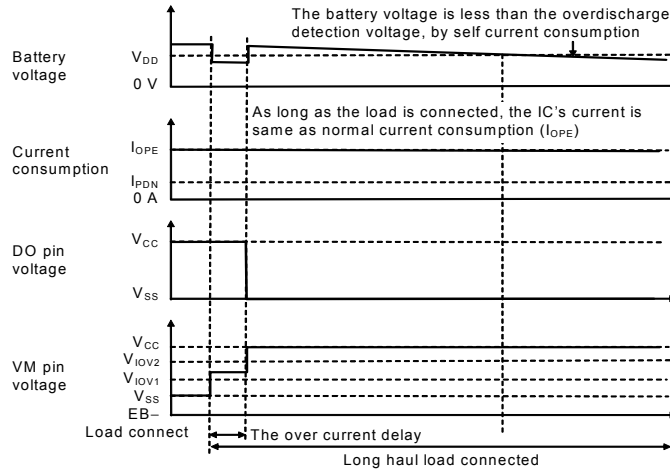 The battery voltage is less than the overdischarge
detection voltage, by self current consumption
Battery
voltage
VDD
0 V
As long as the load is connected, the IC's current is
same as normal current consumption (IOPE)
Current
consumption
IOPE
IPDN
0 A
DO pin
voltage
VCC
VSS
VM pin
voltage
VCC
VIOV2
VIOV1
VSS
EB−
Load connect
The over current delay
Long haul load connected